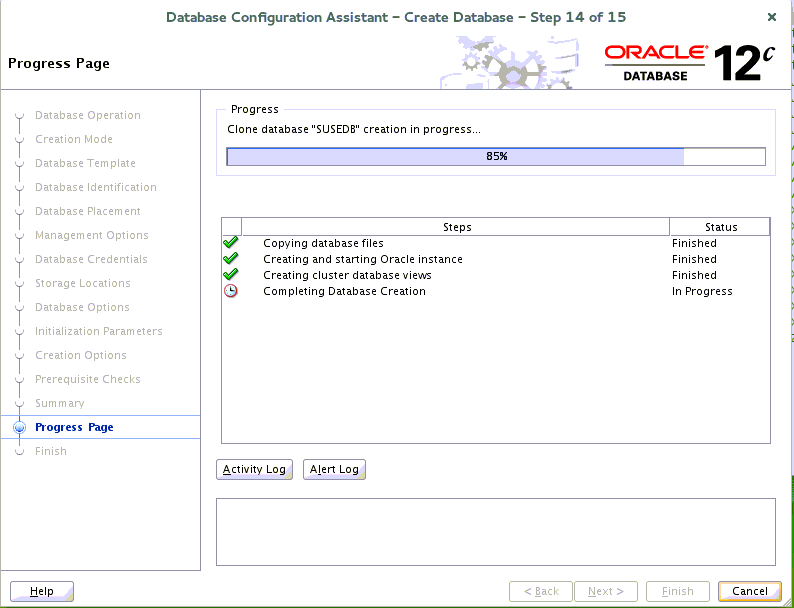 Database Configuration Assistant – Create Database – Step 14 of 15
Progress Page
ORACLE®
DATABASE
12c
Database Operation
Creation Mode
Database Template
Database Identification
Database Placement
Management Options
Database Credentials
Storage Locations
Database Options
Initialization Parameters
Creation Options
Prerequisite Checks
Summary
Progress Page
Finish
Progress
Clone database "SUSEDB" creation in progress...
85%
Steps Status
Copying database files Finished
Creating and starting Oracle instance Finished
Creating cluster database views Finished
Completing Database Creation In Progress
Activity Log Alert Log
Help < Back Next > Finish Cancel